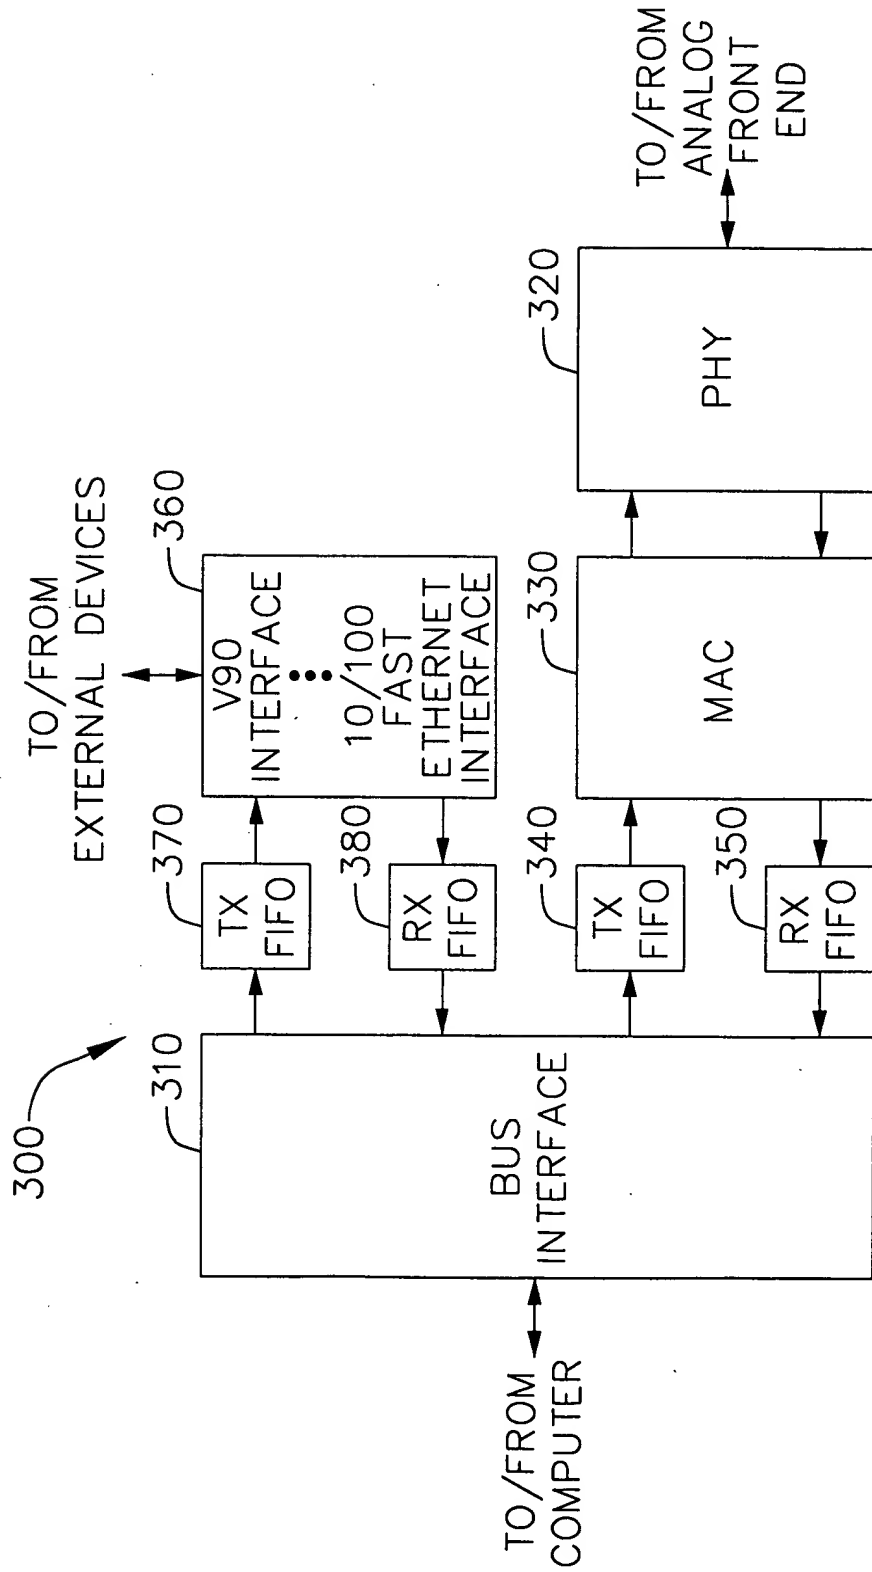 300
TO/FROM
EXTERNAL DEVICES
310
370
360
TX
FIFO
V90
INTERFACE
10/100
FAST
ETHERNET
INTERFACE
380
RX
FIFO
TO/FROM
COMPUTER
BUS
INTERFACE
340
330
320
TX
FIFO
MAC
PHY
TO/FROM
ANALOG
FRONT
END
350
RX
FIFO